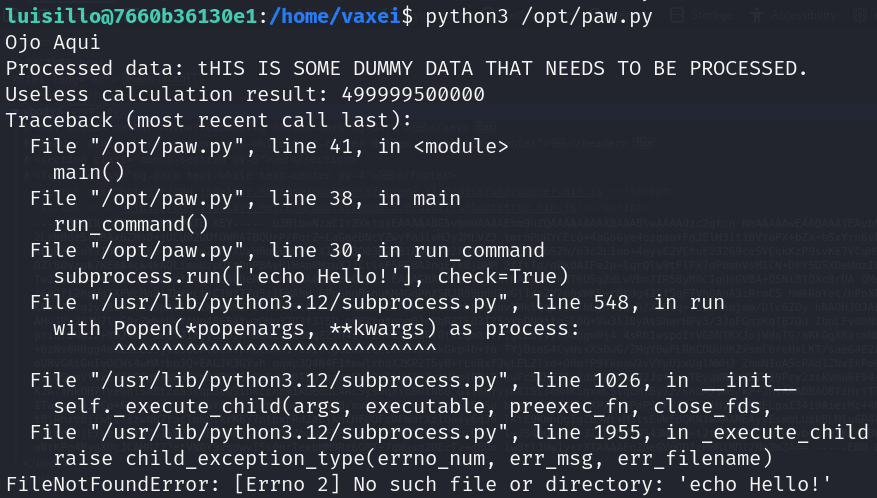 luisillo@7660b36130e1:/home/vaxei$ python3 /opt/paw.py
Ojo Aqui
Processed data: tHIS IS SOME DUMMY DATA THAT NEEDS TO BE PROCESSED.
Useless calculation result: 499999500000
Traceback (most recent call last):
  File "/opt/paw.py", line 41, in <module>
    main()
  File "/opt/paw.py", line 38, in main
    run_command()
  File "/opt/paw.py", line 30, in run_command
    subprocess.run(['echo Hello!'], check=True)
  File "/usr/lib/python3.12/subprocess.py", line 548, in run
    with Popen(*popenargs, **kwargs) as process:
         ^^^^^^^^^^^^^^^^^^^^^^^^^^^
  File "/usr/lib/python3.12/subprocess.py", line 1026, in __init__
    self._execute_child(args, executable, preexec_fn, close_fds,
  File "/usr/lib/python3.12/subprocess.py", line 1955, in _execute_child
    raise child_exception_type(errno_num, err_msg, err_filename)
FileNotFoundError: [Errno 2] No such file or directory: 'echo Hello!'